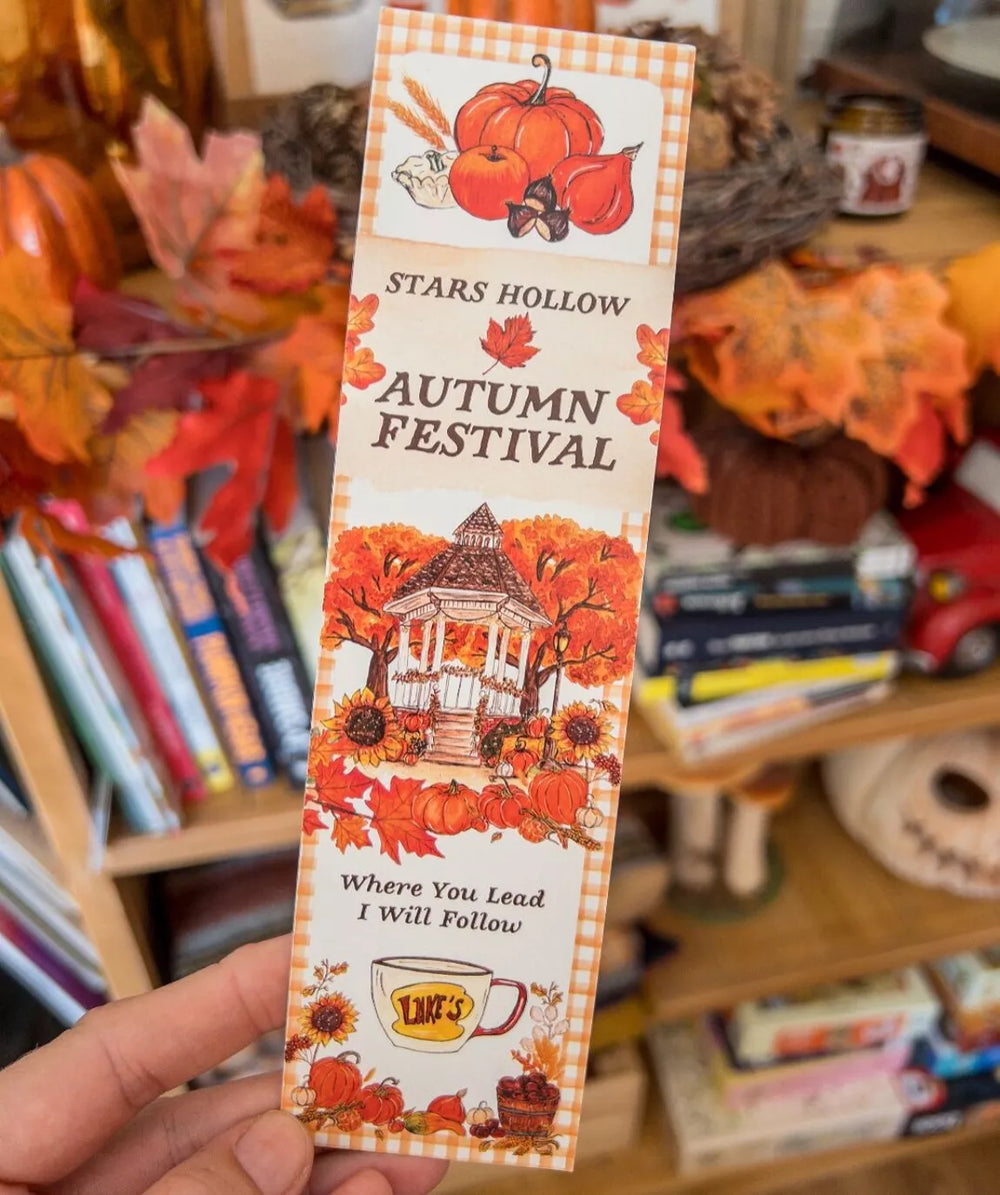 STARS HOLLOW
AUTUMN
FESTIVAL
Where You Lead
I Will Follow
LUKE'S